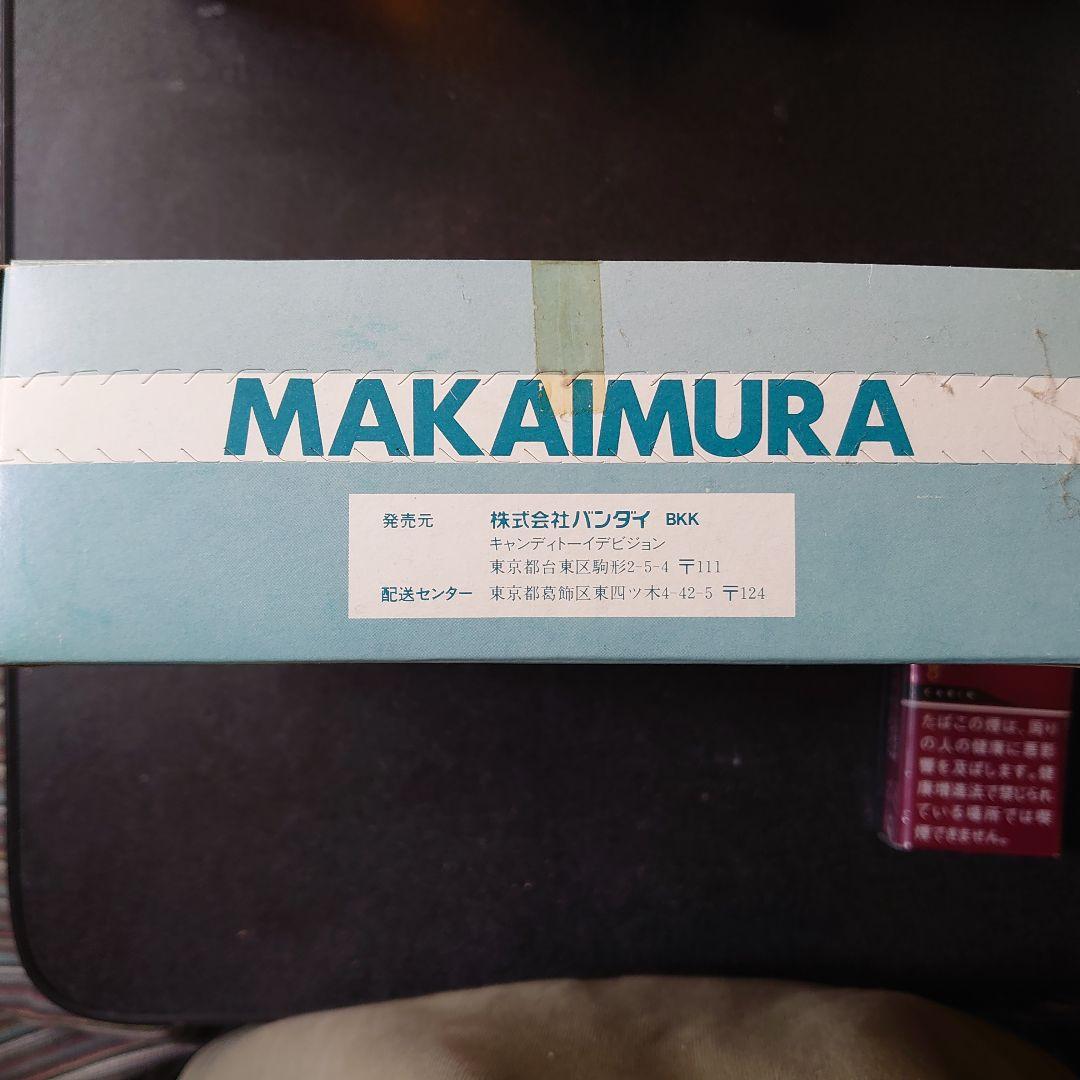 MAKAIMURA
発売元 株式会社バンダイ BKK
キャンディトーイデビジョン
東京都台東区駒形2-5-4 〒111
配送センター 東京都葛飾区東四ツ木4-42-5 〒124
たばこの煙は、周り
の人の健康に悪影
響を及ぼします。健
康増進法で禁じられ
ている場所では喫
煙できません。